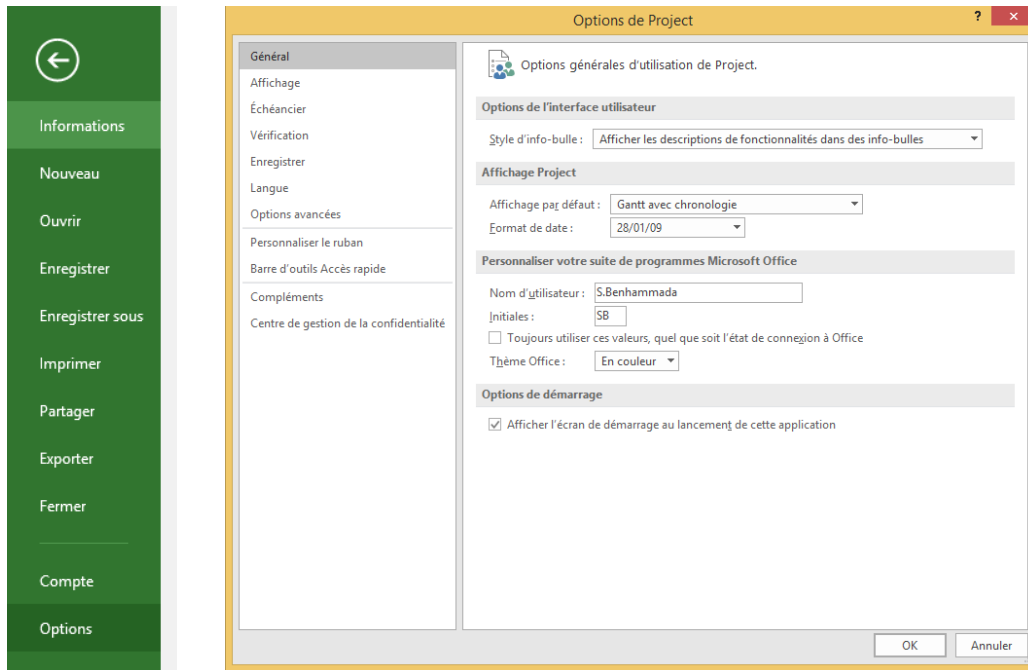 Informations
Nouveau
Ouvrir
Enregistrer
Enregistrer sous
Imprimer
Partager
Exporter
Fermer
Compte
Options
Options de Project
? ×
Général
Affichage
Échéancier
Vérification
Enregistrer
Langue
Options avancées
Personnaliser le ruban
Barre d'outils Accès rapide
Compléments
Centre de gestion de la confidentialité
Options générales d'utilisation de Project.
Options de l'interface utilisateur
Style d'info-bulle : Afficher les descriptions de fonctionnalités dans des info-bulles
Affichage Project
Affichage par défaut : Gantt avec chronologie
Format de date : 28/01/09
Personnaliser votre suite de programmes Microsoft Office
Nom d'utilisateur : S.Benhammada
Initiales : SB
Toujours utiliser ces valeurs, quel que soit l'état de connexion à Office
Thème Office : En couleur
Options de démarrage
Afficher l'écran de démarrage au lancement de cette application
OK Annuler